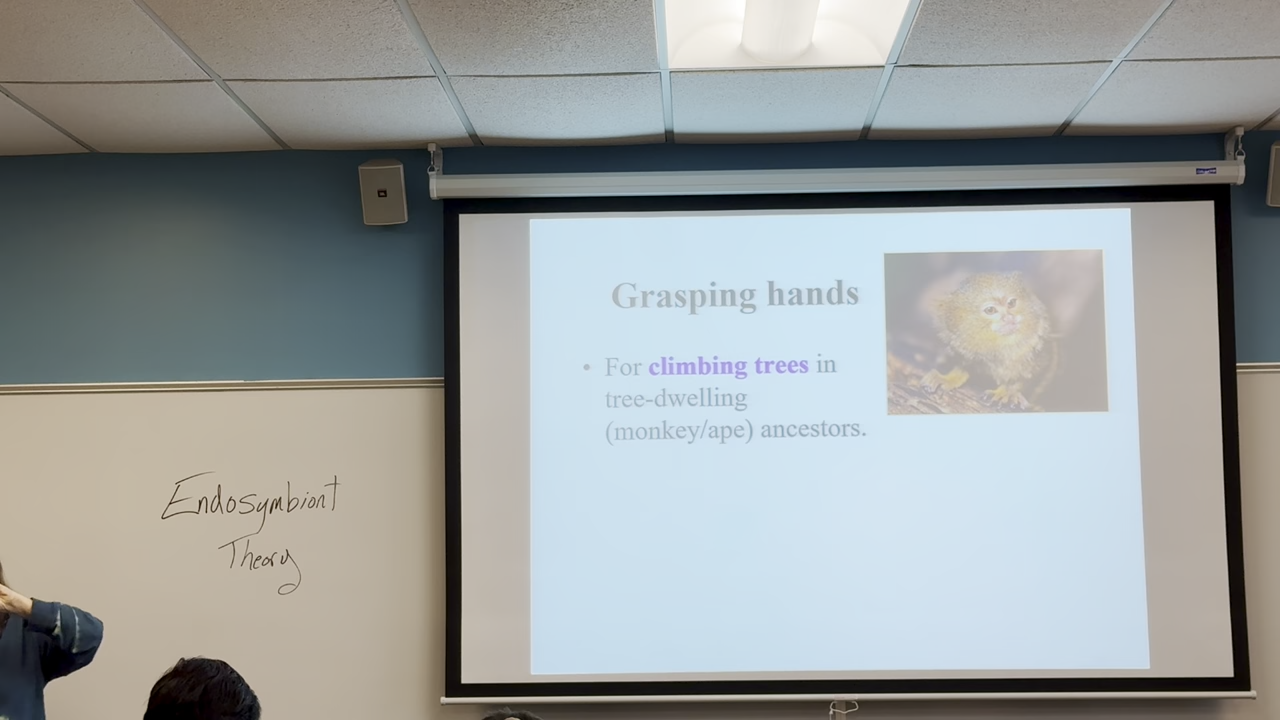 Grasping hands
• For climbing trees in
tree-dwelling
(monkey/ape) ancestors.
Endosymbiont
Theory